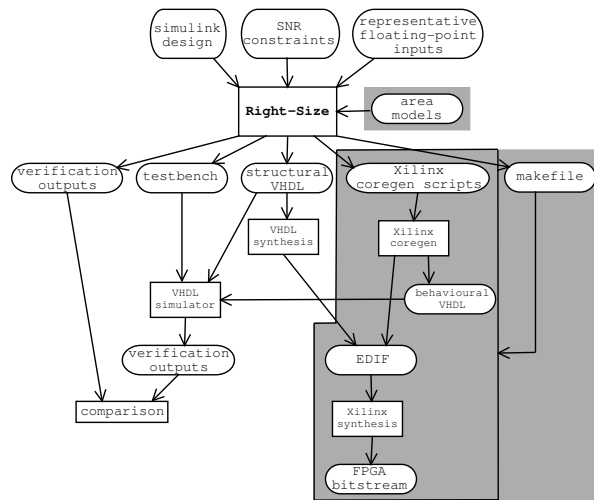 simulink
design
SNR
constraints
representative
floating-point
inputs
Right-Size
area
models
verification
outputs
testbench
structural
VHDL
Xilinx
coregen scripts
makefile
VHDL
synthesis
Xilinx
coregen
VHDL
simulator
behavioural
VHDL
verification
outputs
EDIF
comparison
Xilinx
synthesis
FPGA
bitstream